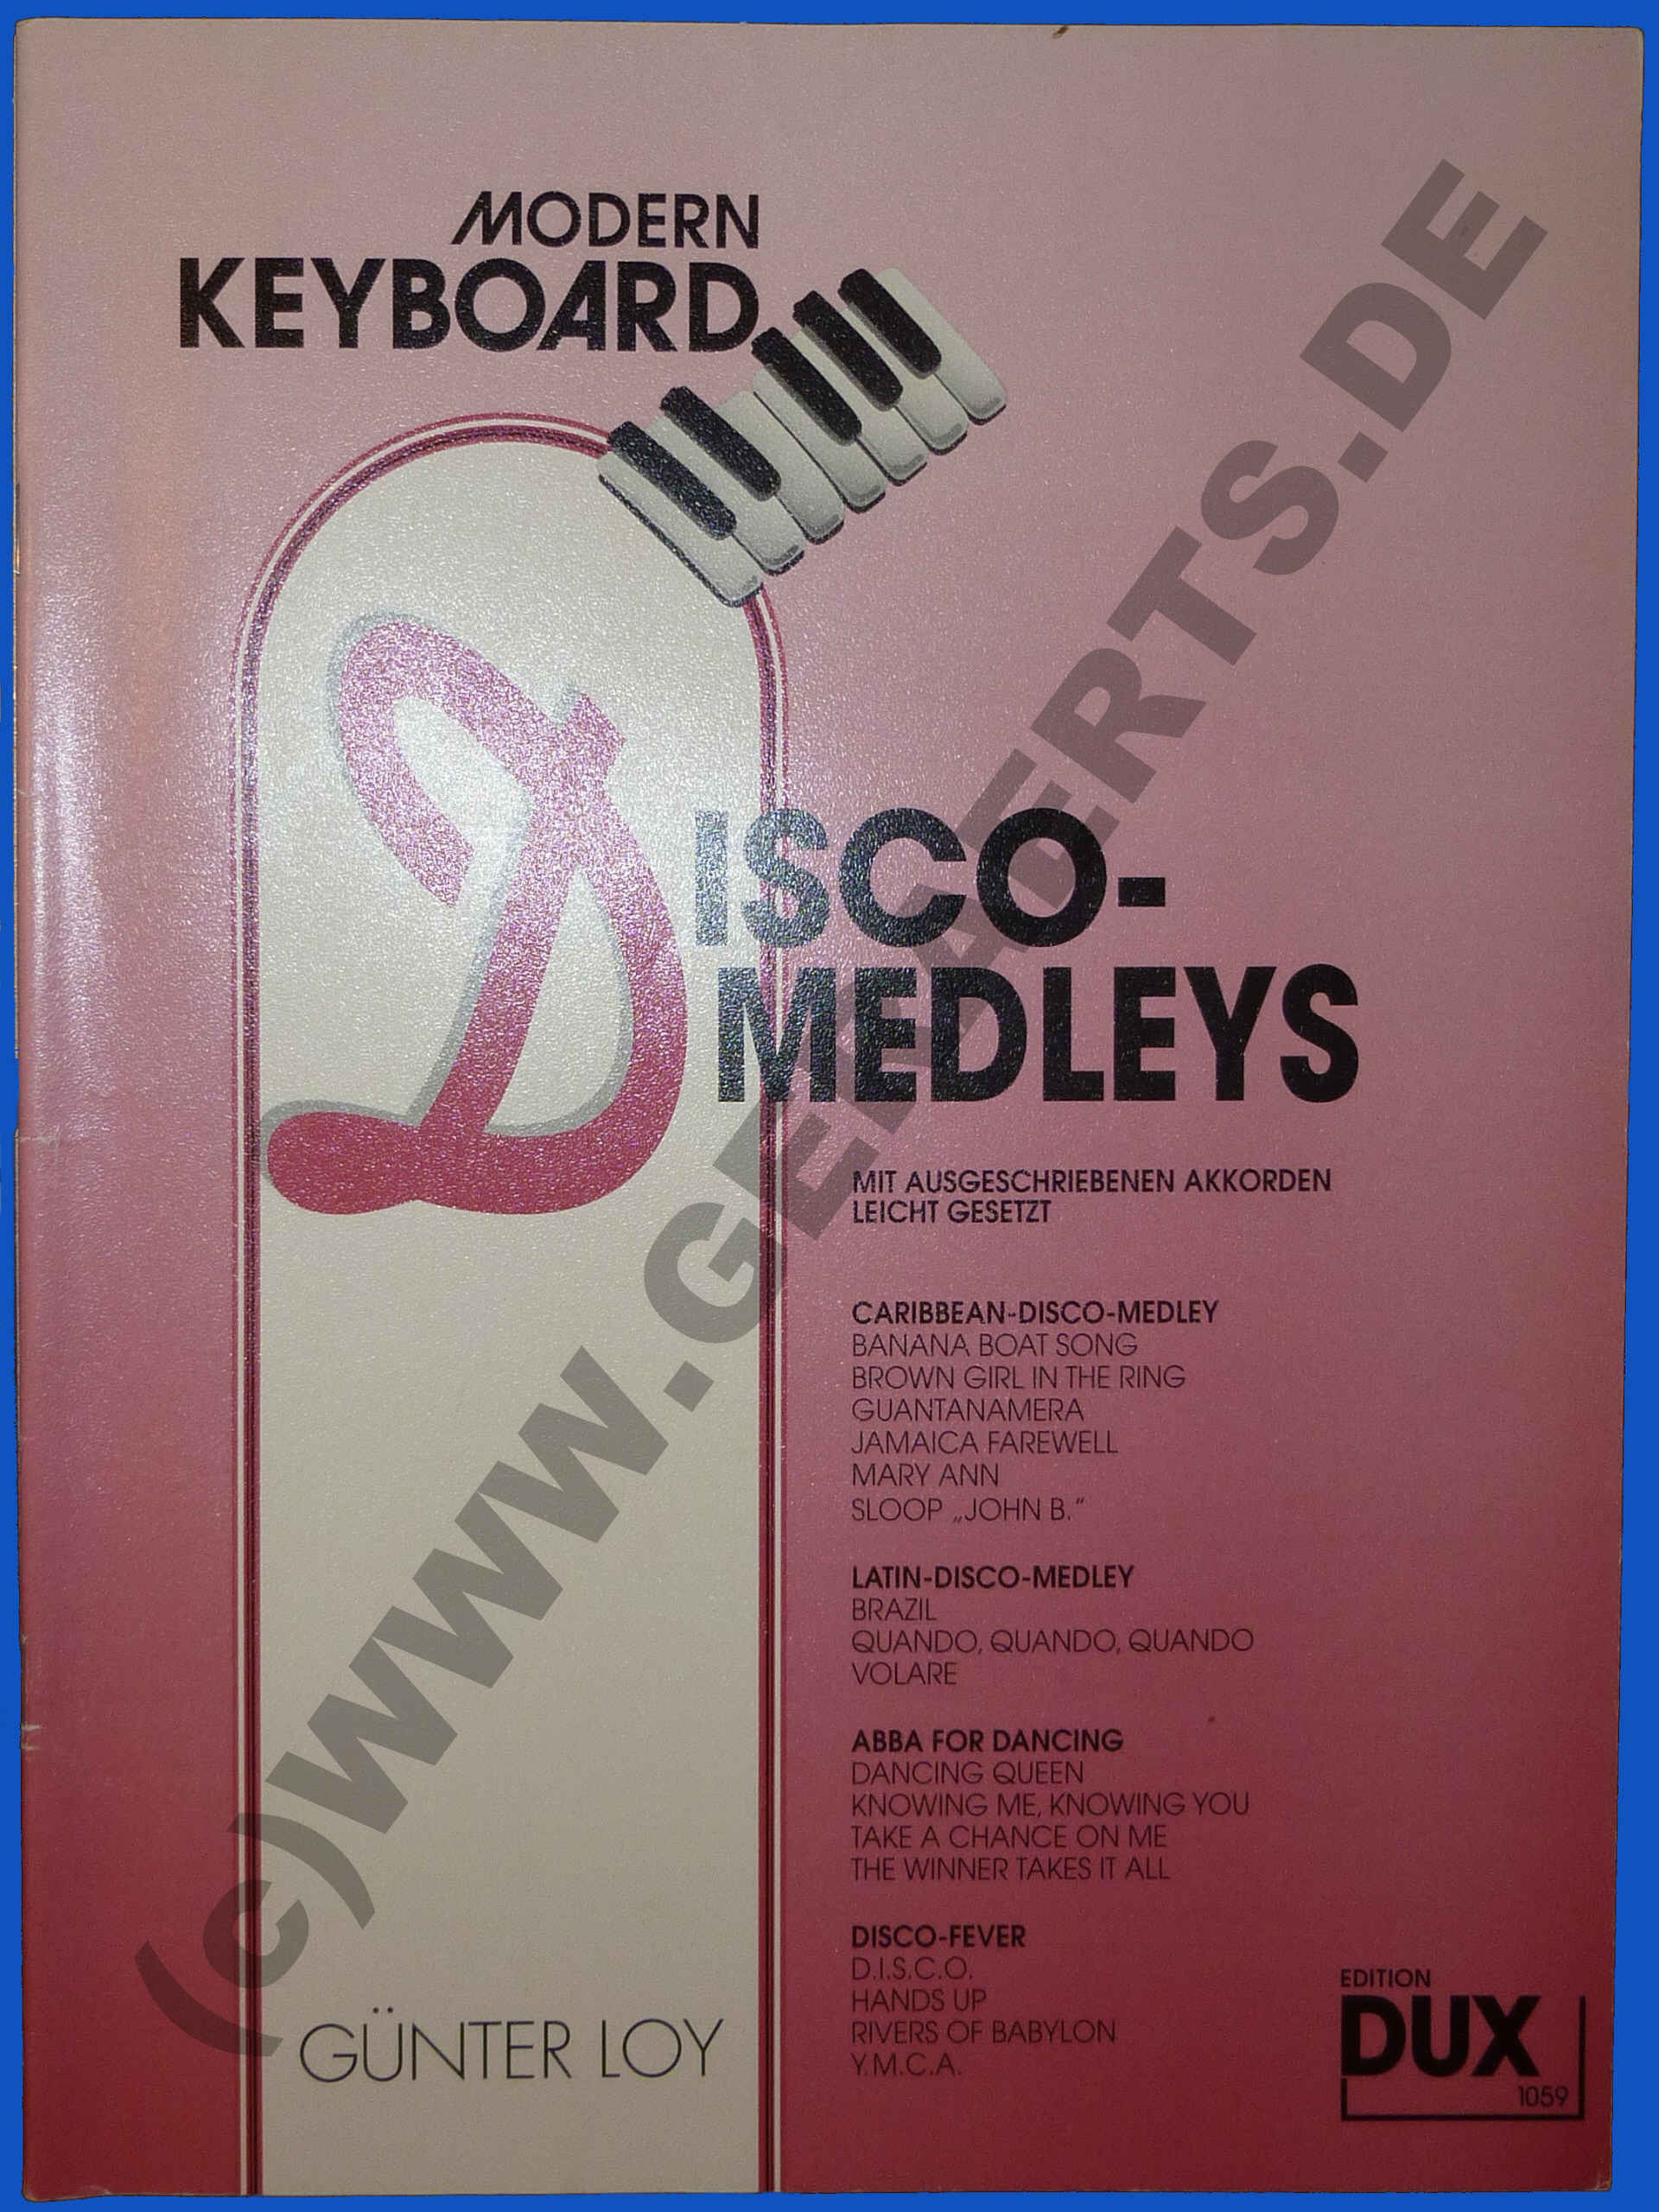 MODERN
KEYBOARD
DISCO-
MEDLEYS
MIT AUSGESCHRIEBENEN AKKORDEN
LEICHT GESETZT
CARIBBEAN-DISCO-MEDLEY
BANANA BOAT SONG
BROWN GIRL IN THE RING
GUANTANAMERA
JAMAICA FAREWELL
MARY ANN
SLOOP „JOHN B.“
LATIN-DISCO-MEDLEY
BRAZIL
QUANDO, QUANDO, QUANDO
VOLARE
ABBA FOR DANCING
DANCING QUEEN
KNOWING ME, KNOWING YOU
TAKE A CHANCE ON ME
THE WINNER TAKES IT ALL
DISCO-FEVER
D.I.S.C.O.
HANDS UP
RIVERS OF BABYLON
Y.M.C.A.
GÜNTER LOY
EDITION
DUX
1059
(c)WWW.GERAERTS.DE